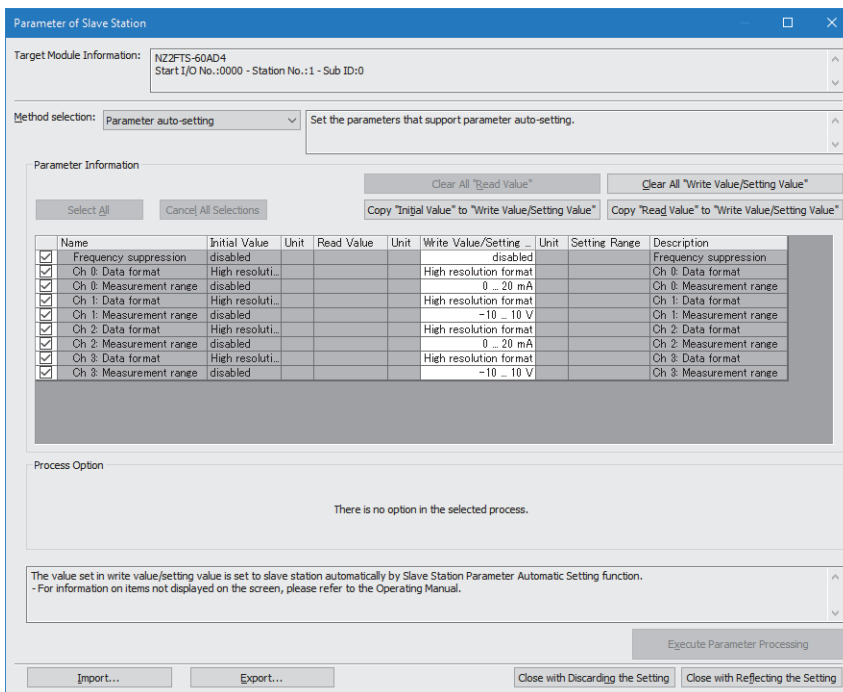 Parameter of Slave Station
Target Module Information:
NZ2FTS-60AD4
Start I/O No.:0000 - Station No.:1 - Sub ID:0
Method selection:
Parameter auto-setting
Set the parameters that support parameter auto-setting.
Parameter Information
Clear All "Read Value"
Clear All "Write Value/Setting Value"
Select All
Cancel All Selections
Copy "Initial Value" to "Write Value/Setting Value"
Copy "Read Value" to "Write Value/Setting Value"
Name Initial Value Unit Read Value Unit Write Value/Setting ... Unit Setting Range Description
Frequency suppression disabled disabled Frequency suppression
Ch 0: Data format High resoluti... High resolution format Ch 0: Data format
Ch 0: Measurement range disabled 0 ... 20 mA Ch 0: Measurement range
Ch 1: Data format High resoluti... High resolution format Ch 1: Data format
Ch 1: Measurement range disabled -10 ... 10 V Ch 1: Measurement range
Ch 2: Data format High resoluti... High resolution format Ch 2: Data format
Ch 2: Measurement range disabled 0 ... 20 mA Ch 2: Measurement range
Ch 3: Data format High resoluti... High resolution format Ch 3: Data format
Ch 3: Measurement range disabled -10 ... 10 V Ch 3: Measurement range
Process Option
There is no option in the selected process.
The value set in write value/setting value is set to slave station automatically by Slave Station Parameter Automatic Setting function.
- For information on items not displayed on the screen, please refer to the Operating Manual.
Execute Parameter Processing
Import...
Export...
Close with Discarding the Setting
Close with Reflecting the Setting